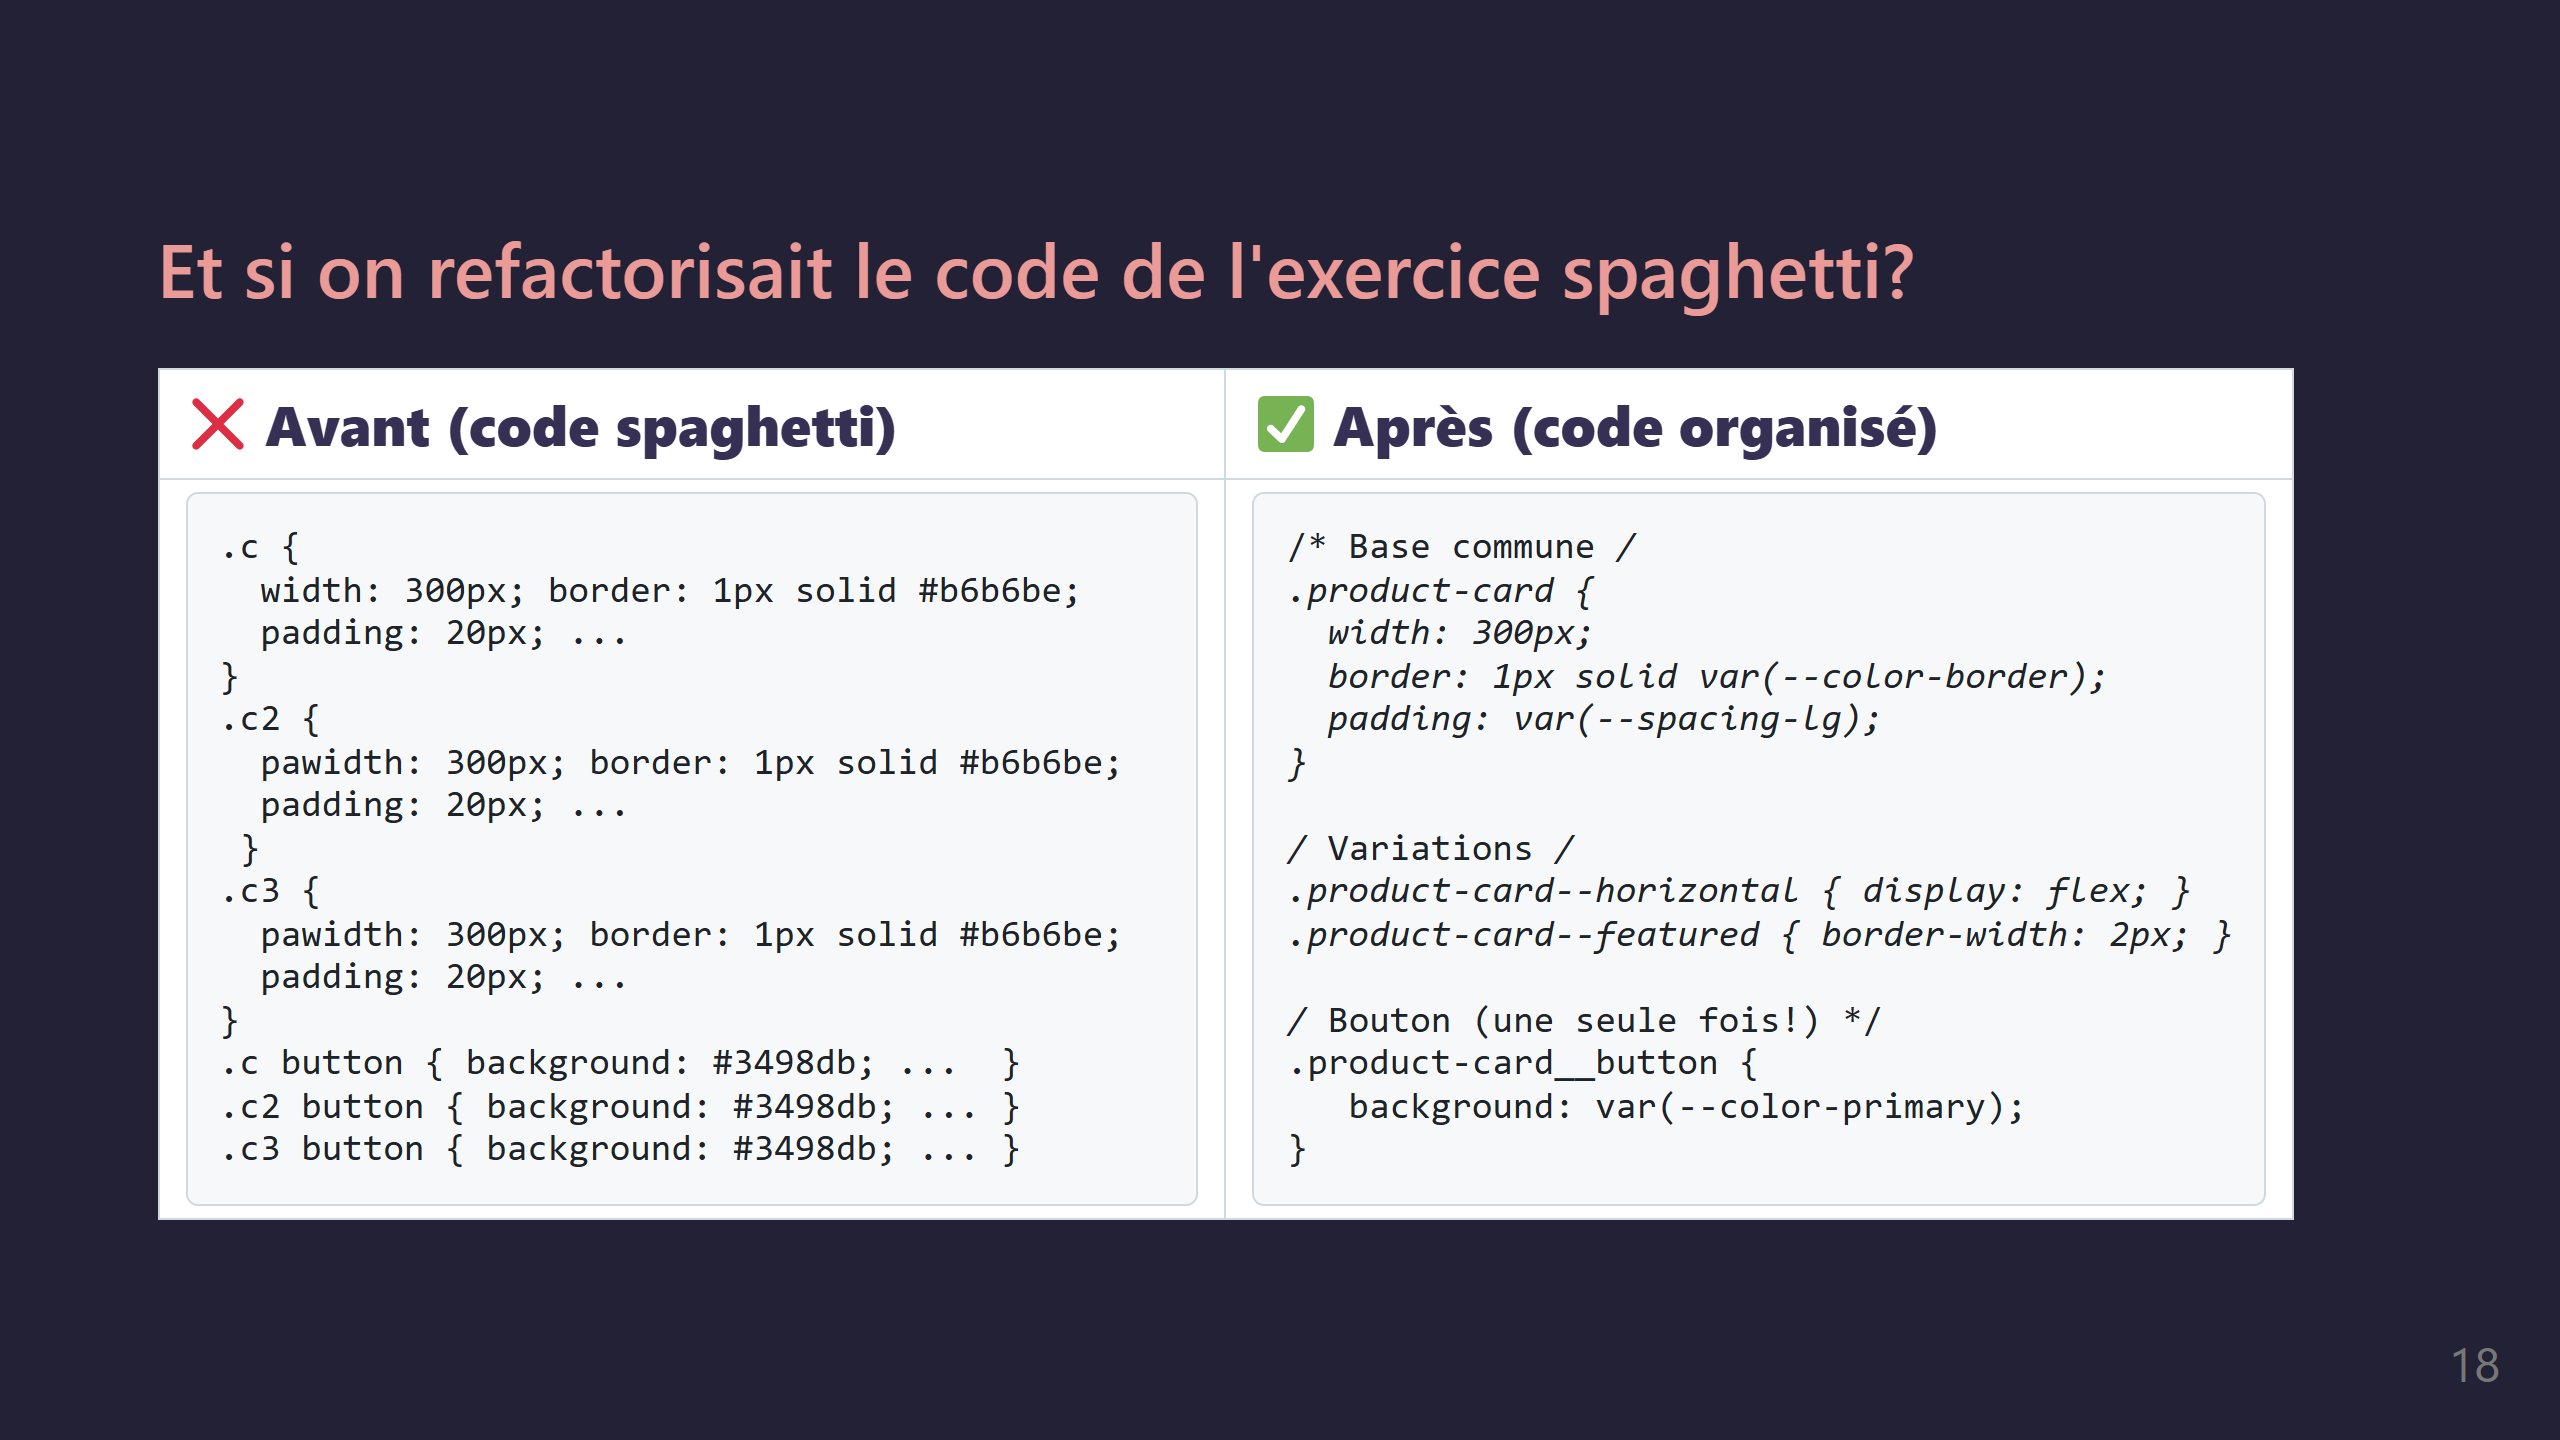 Et si on refactorisait le code de l'exercice spaghetti?
❌ Avant (code spaghetti)
.c {
  width: 300px; border: 1px solid #b6b6be;
  padding: 20px; ...
}
.c2 {
  pawidth: 300px; border: 1px solid #b6b6be;
  padding: 20px; ...
 }
.c3 {
  pawidth: 300px; border: 1px solid #b6b6be;
  padding: 20px; ...
}
.c button { background: #3498db; ...  }
.c2 button { background: #3498db; ... }
.c3 button { background: #3498db; ... }
✅ Après (code organisé)
/* Base commune /
.product-card {
  width: 300px;
  border: 1px solid var(--color-border);
  padding: var(--spacing-lg);
}
/ Variations /
.product-card--horizontal { display: flex; }
.product-card--featured { border-width: 2px; }
/ Bouton (une seule fois!) */
.product-card__button {
   background: var(--color-primary);
}
18